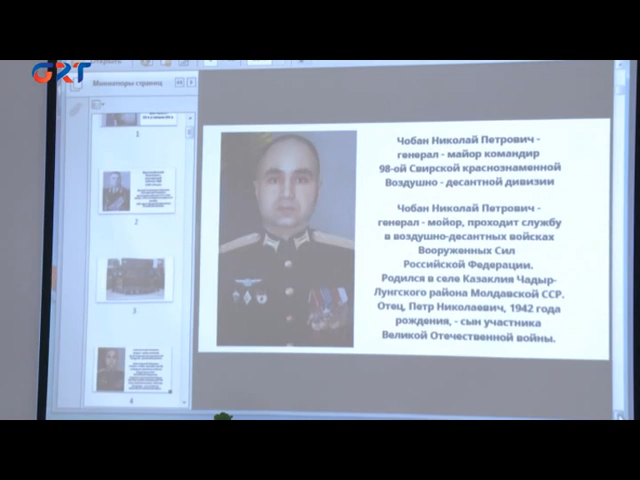 GRT
Миниатюры страниц
1
2
3
4
Чобан Николай Петрович -
генерал - майор командир
98-ой Свирской краснознаменной
Воздушно - десантной дивизии
Чобан Николай Петрович -
генерал - мойор, проходит службу
в воздушно-десантных войсках
Вооруженных Сил
Российской Федерации.
Родился в селе Казаклия Чадыр-
Лунгского района Молдавской ССР.
Отец, Петр Николаевич, 1942 года
рождения, - сын участника
Великой Отечественной войны.